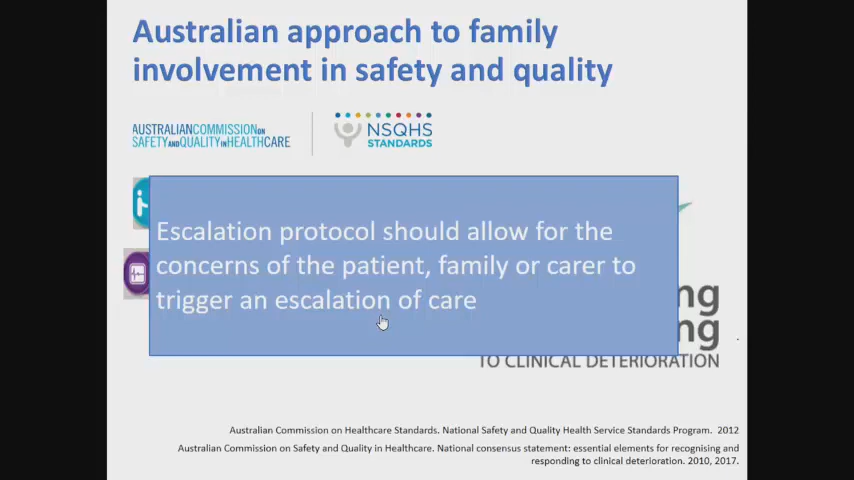 Australian approach to family
involvement in safety and quality
AUSTRALIANCOMMISSION ON
SAFETY AND QUALITY IN HEALTHCARE
NSQHS
STANDARDS
Escalation protocol should allow for the
concerns of the patient, family or carer to
trigger an escalation of care
ng
ng
TO CLINICAL DETERIORATION
Australian Commission on Healthcare Standards. National Safety and Quality Health Service Standards Program. 2012
Australian Commission on Safety and Quality in Healthcare. National consensus statement: essential elements for recognising and
responding to clinical deterioration. 2010, 2017.